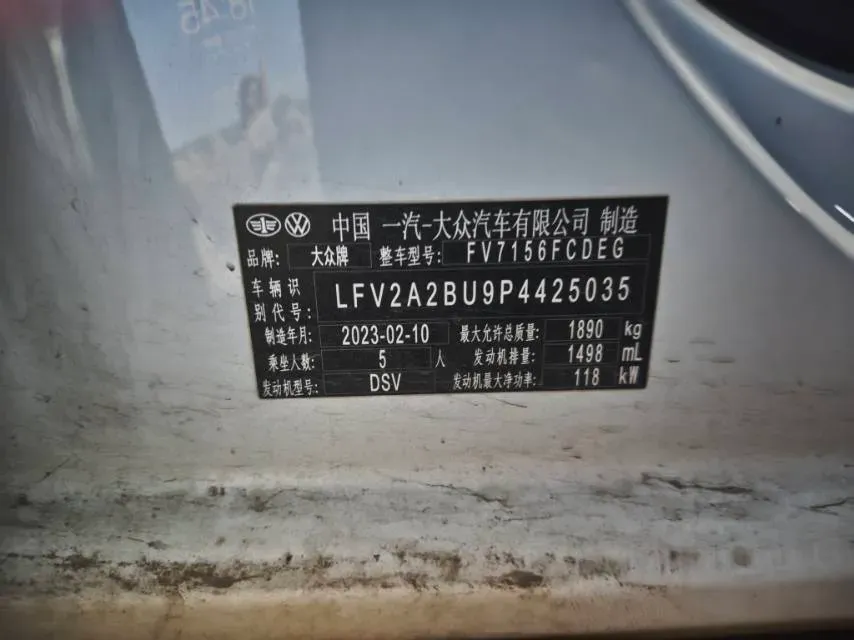 中国 一汽-大众汽车有限公司 制造
品牌: 大众牌 整车型号: FV7156FCDEG
车辆识别代号: LFV2A2BU9P4425035
制造年月: 2023-02-10 最大允许总质量: 1890 kg
乘坐人数: 5 人 发动机排量: 1498 mL
发动机型号: DSV 发动机最大净功率: 118 kW